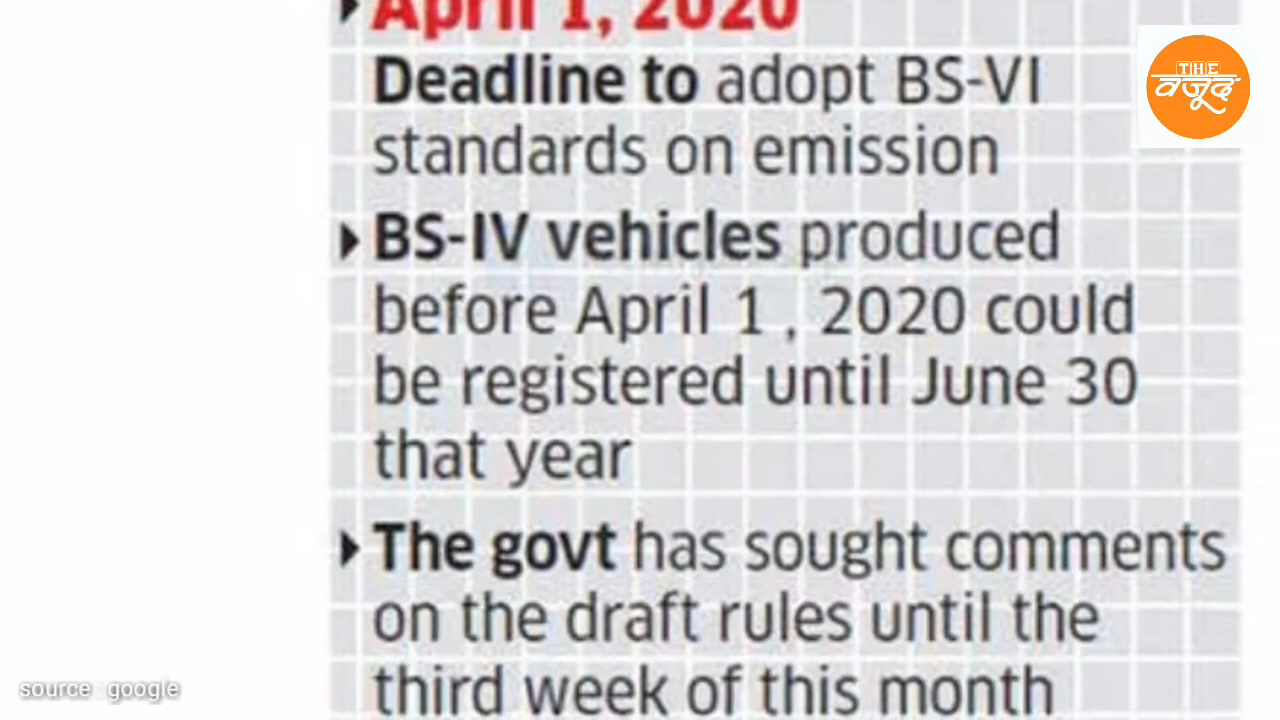 April 1, 2020
Deadline to adopt BS-VI
standards on emission
BS-IV vehicles produced
before April 1 , 2020 could
be registered until June 30
that year
The govt has sought comments
on the draft rules until the
third week of this month
THE
वजूद
source : google